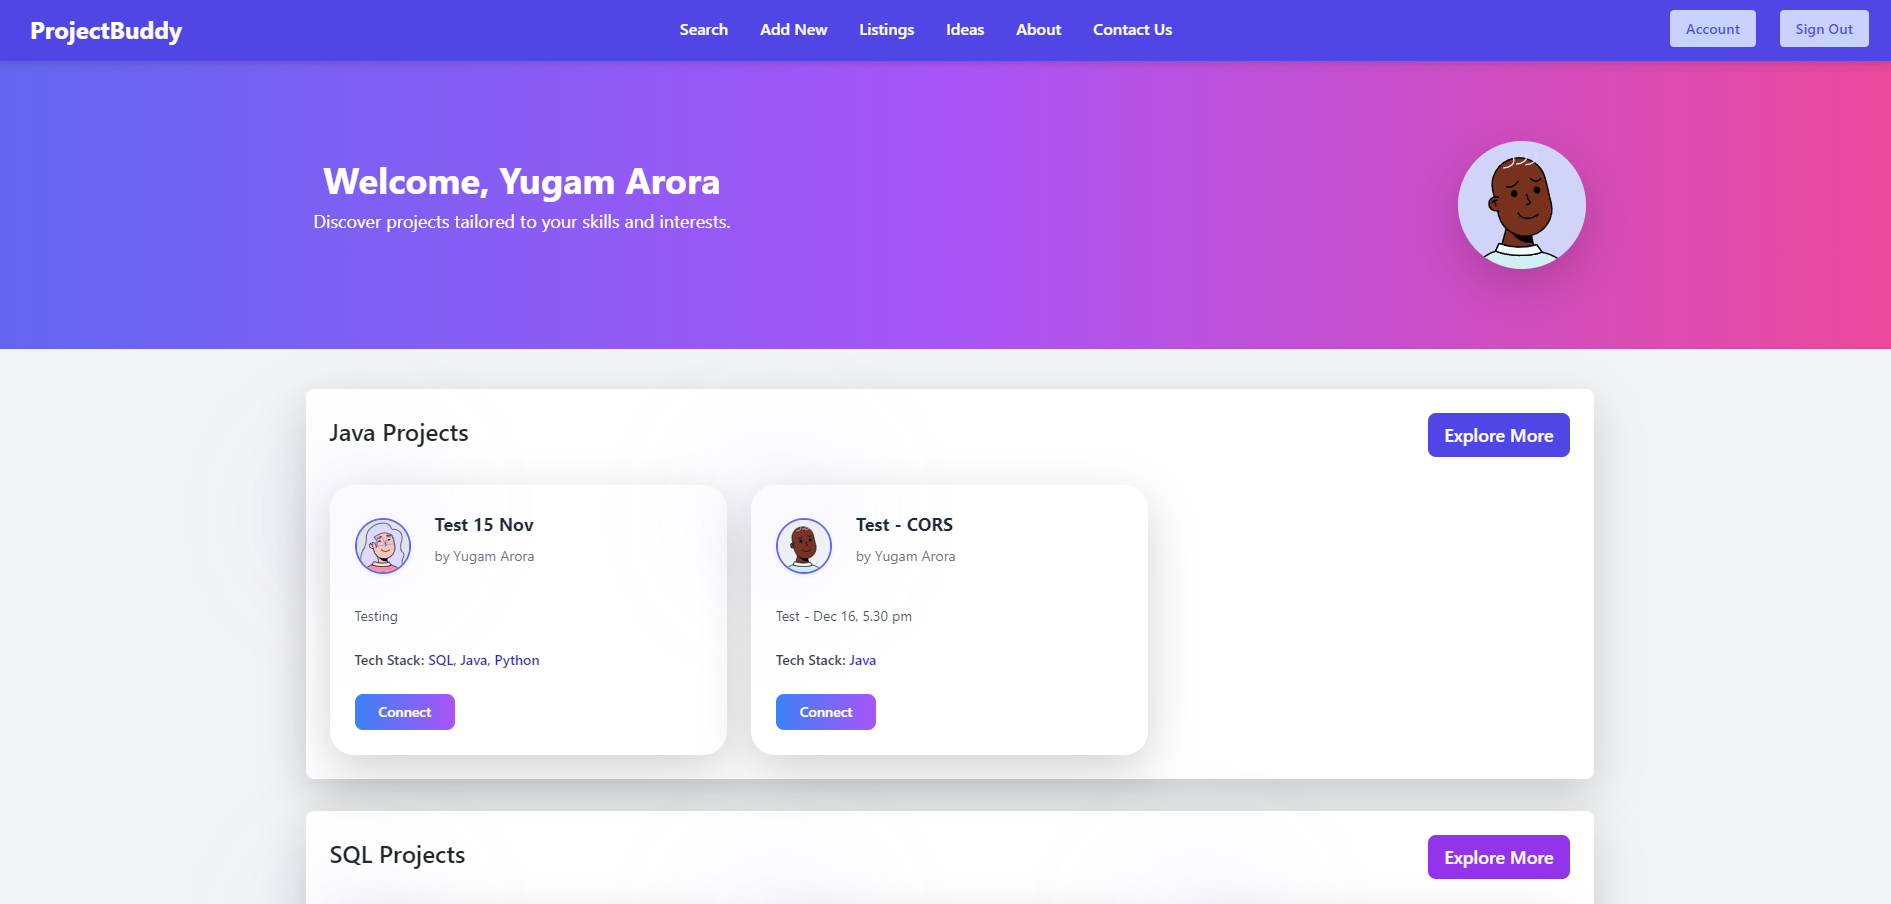 ProjectBuddy
Search Add New Listings Ideas About Contact Us
Account Sign Out
Welcome, Yugam Arora
Discover projects tailored to your skills and interests.
Java Projects
Explore More
Test 15 Nov
by Yugam Arora
Testing
Tech Stack: SQL, Java, Python
Connect
Test - CORS
by Yugam Arora
Test - Dec 16, 5.30 pm
Tech Stack: Java
Connect
SQL Projects
Explore More